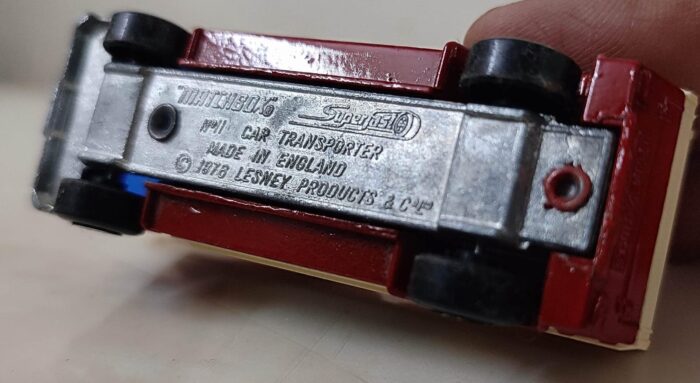 "MATCHBOX" Superfast
Nº11 CAR TRANSPORTER
MADE IN ENGLAND
© 1976 LESNEY PRODUCTS & Cº Lᵗᵈ